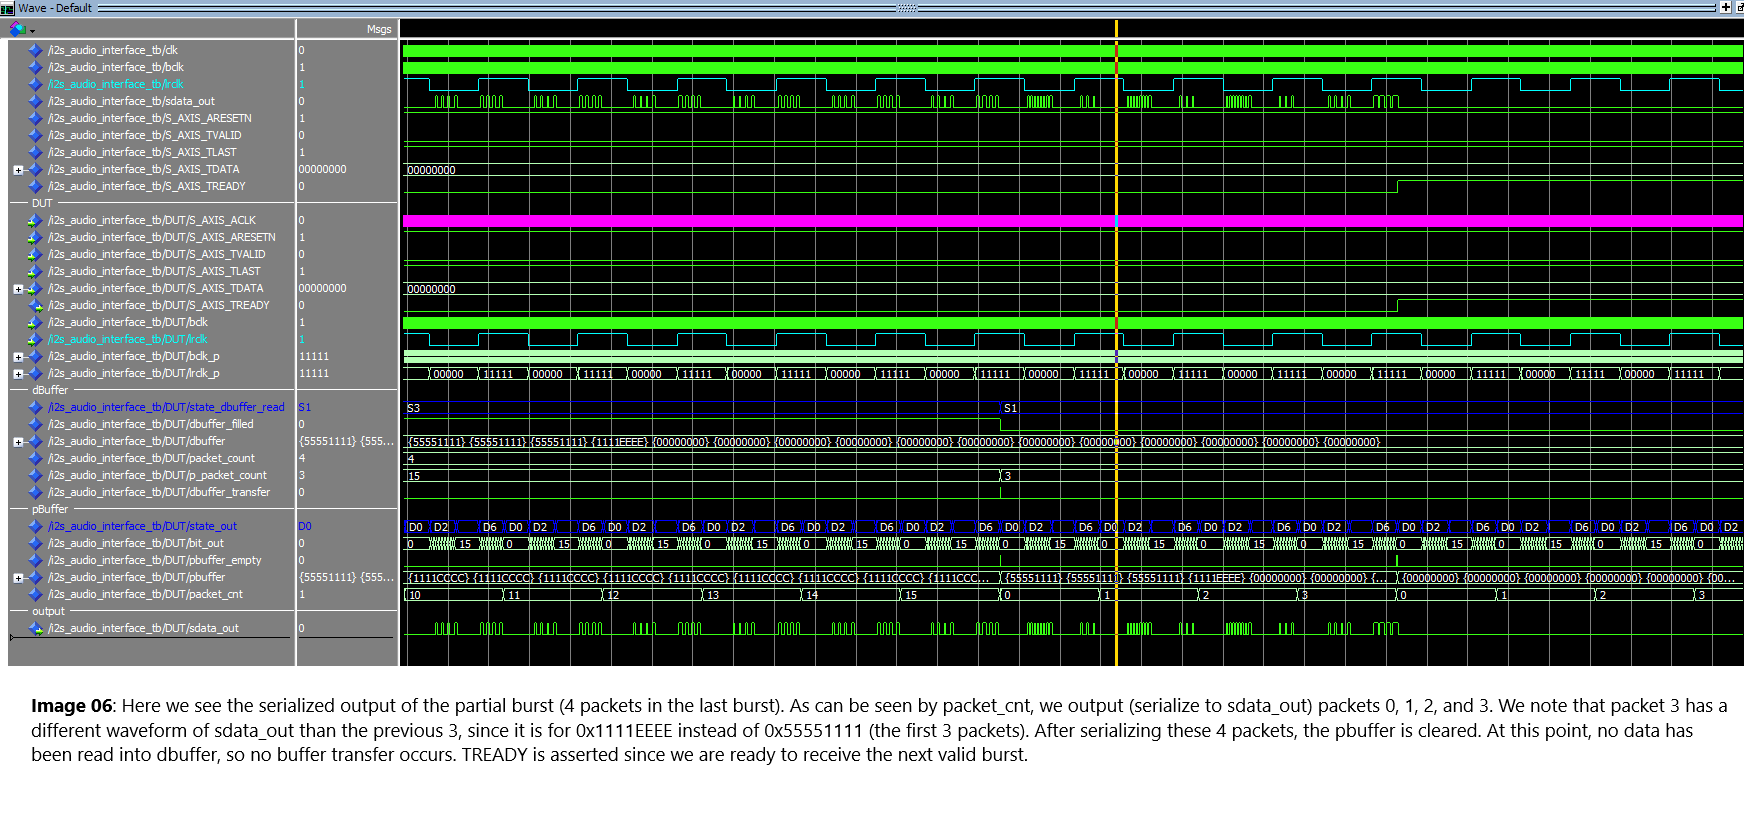 Wave - Default
Msgs
/i2s_audio_interface_tb/clk 0
/i2s_audio_interface_tb/bclk 1
/i2s_audio_interface_tb/lrclk 1
/i2s_audio_interface_tb/sdata_out 0
/i2s_audio_interface_tb/S_AXIS_ARESETN 1
/i2s_audio_interface_tb/S_AXIS_TVALID 0
/i2s_audio_interface_tb/S_AXIS_TLAST 1
/i2s_audio_interface_tb/S_AXIS_TDATA 00000000 00000000
/i2s_audio_interface_tb/S_AXIS_TREADY 0
DUT
/i2s_audio_interface_tb/DUT/S_AXIS_ACLK 0
/i2s_audio_interface_tb/DUT/S_AXIS_ARESETN 1
/i2s_audio_interface_tb/DUT/S_AXIS_TVALID 0
/i2s_audio_interface_tb/DUT/S_AXIS_TLAST 1
/i2s_audio_interface_tb/DUT/S_AXIS_TDATA 00000000 00000000
/i2s_audio_interface_tb/DUT/S_AXIS_TREADY 0
/i2s_audio_interface_tb/DUT/bclk 1
/i2s_audio_interface_tb/DUT/lrclk 1
/i2s_audio_interface_tb/DUT/bclk_p 11111
/i2s_audio_interface_tb/DUT/lrclk_p 11111 00000 11111 00000 11111 00000 11111 00000 11111 00000 11111 00000 11111 00000 11111 00000 11111 00000 11111 00000 11111 00000 11111 00000 11111 00000 11111
dBuffer
/i2s_audio_interface_tb/DUT/state_dbuffer_read S1 S3 S1
/i2s_audio_interface_tb/DUT/dbuffer_filled 0
/i2s_audio_interface_tb/DUT/dbuffer {55551111} {555... {55551111} {55551111} {55551111} {1111EEEE} {00000000} {00000000} {00000000} {00000000} {00000000} {00000000} {00000000} {00000000} {00000000} {00000000} {00000000} {00000000}
/i2s_audio_interface_tb/DUT/packet_count 4 4
/i2s_audio_interface_tb/DUT/p_packet_count 3 15 3
/i2s_audio_interface_tb/DUT/dbuffer_transfer 0
pBuffer
/i2s_audio_interface_tb/DUT/state_out D0 D0 D2 D6 D0 D2 D6 D0 D2 D6 D0 D2 D6 D0 D2 D6 D0 D2 D6 D0 D2 D6 D0 D2 D6 D0 D2 D6 D0 D2 D6 D0 D2 D6 D0 D2 D6 D0 D2 D6 D0 D2
/i2s_audio_interface_tb/DUT/bit_out 0 0 15 0 15 0 15 0 15 0 15 0 15 0 15 0 15 0 15 0 15 0 15 0 15 0 15 0
/i2s_audio_interface_tb/DUT/pbuffer_empty 0
/i2s_audio_interface_tb/DUT/pbuffer {55551111} {555... {1111CCCC} {1111CCCC} {1111CCCC} {1111CCCC} {1111CCCC} {1111CCCC} {1111CCCC} {1111CCCC} {1111CCC... {55551111} {55551111} {55551111} {1111EEEE} {00000000} {00000000} {... {00000000} {00000000} {00000000} {00000000} {00000000} {00...
/i2s_audio_interface_tb/DUT/packet_cnt 1 10 11 12 13 14 15 0 1 2 3 0 1 2 3
output
/i2s_audio_interface_tb/DUT/sdata_out 0
Image 06: Here we see the serialized output of the partial burst (4 packets in the last burst). As can be seen by packet_cnt, we output (serialize to sdata_out) packets 0, 1, 2, and 3. We note that packet 3 has a
different waveform of sdata_out than the previous 3, since it is for 0x1111EEEE instead of 0x55551111 (the first 3 packets). After serializing these 4 packets, the pbuffer is cleared. At this point, no data has
been read into dbuffer, so no buffer transfer occurs. TREADY is asserted since we are ready to receive the next valid burst.